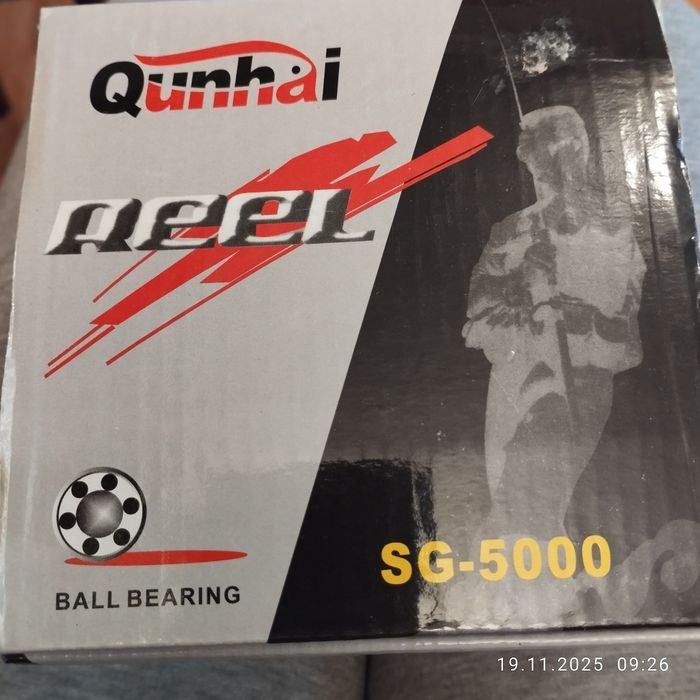 Qunhai
REEL
BALL BEARING
SG-5000
19.11.2025 09:26